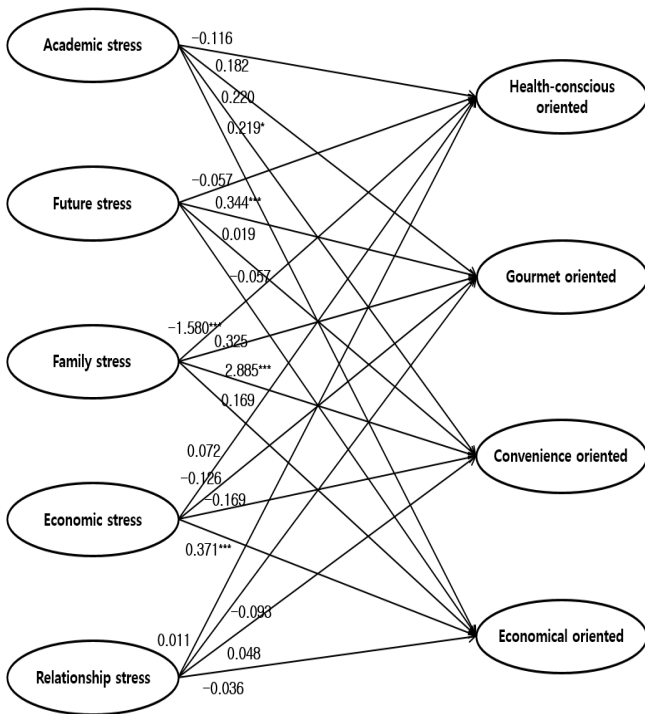 Academic stress
-0.116
0.182
0.220
0.219*
Health-conscious
oriented
Future stress
-0.057
0.344***
0.019
-0.057
Gourmet oriented
Family stress
-1.580***
0.325
2.885***
0.169
Convenience oriented
Economic stress
0.072
-0.126
-0.169
0.371***
Economical oriented
Relationship stress
0.011
-0.093
0.048
-0.036